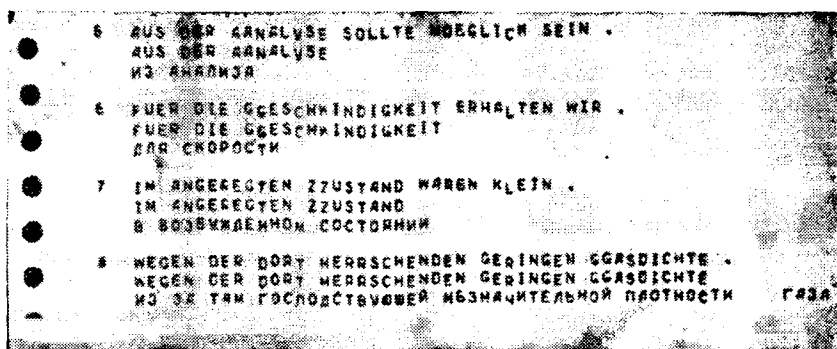 5 AUS DER AANALYSE SOLLTE MOEGLICH SEIN .
AUS DER AANALYSE
ИЗ АНАЛИЗА
6 FUER DIE GGESCHWINDIGKEIT ERHALTEN WIR .
FUER DIE GGESCHWINDIGKEIT
ДЛЯ СКОРОСТИ
7 IM ANGEREGTEN ZZUSTAND WAREN KLEIN .
IM ANGEREGTEN ZZUSTAND
В ВОЗБУЖДЕННОМ СОСТОЯНИИ
8 WEGEN DER DORT HERRSCHENDEN GERINGEN GGASDICHTE .
WEGEN DER DORT HERRSCHENDEN GERINGEN GGASDICHTE
ИЗ ЗА ТАМ ГОСПОДСТВУЮЩЕЙ НЕЗНАЧИТЕЛЬНОЙ ПЛОТНОСТИ ГАЗА